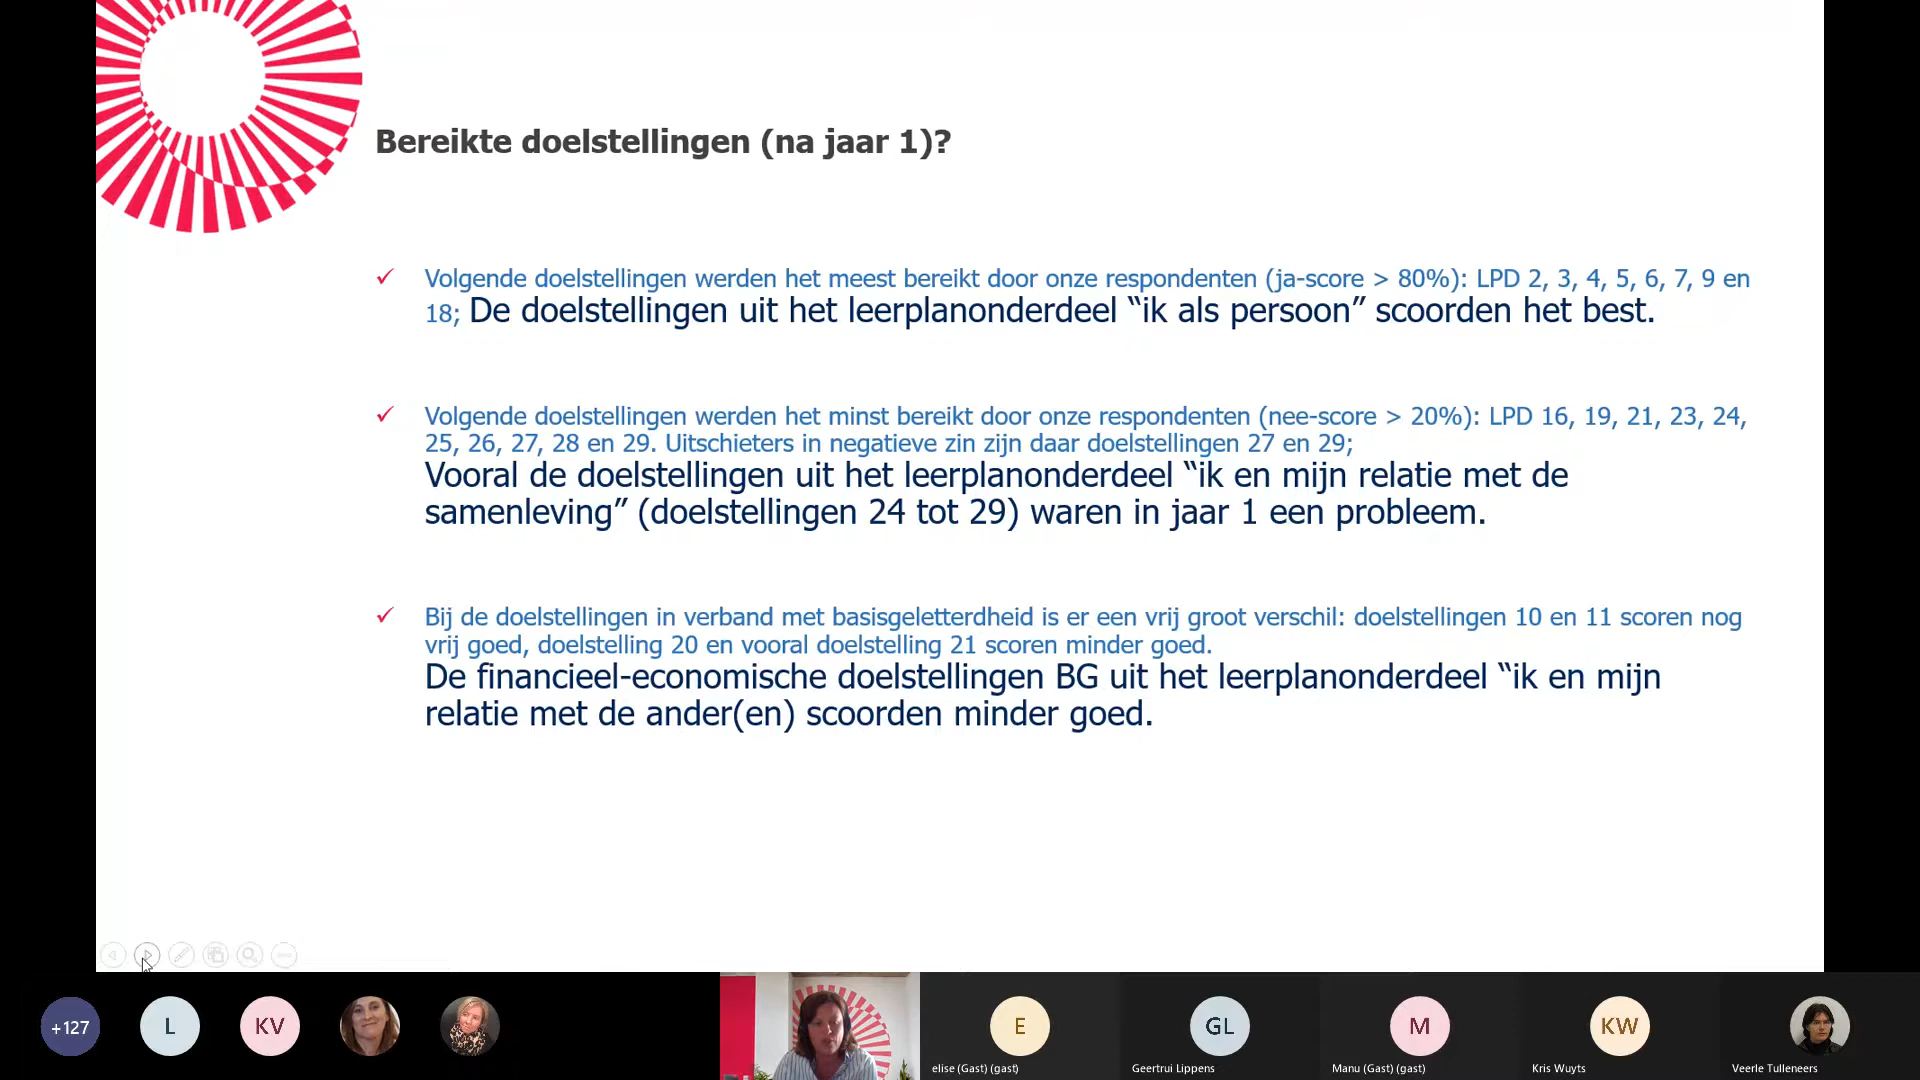 Bereikte doelstellingen (na jaar 1)?
✓ Volgende doelstellingen werden het meest bereikt door onze respondenten (ja-score > 80%): LPD 2, 3, 4, 5, 6, 7, 9 en
18; De doelstellingen uit het leerplanonderdeel “ik als persoon” scoorden het best.
✓ Volgende doelstellingen werden het minst bereikt door onze respondenten (nee-score > 20%): LPD 16, 19, 21, 23, 24,
25, 26, 27, 28 en 29. Uitschieters in negatieve zin zijn daar doelstellingen 27 en 29;
Vooral de doelstellingen uit het leerplanonderdeel “ik en mijn relatie met de
samenleving” (doelstellingen 24 tot 29) waren in jaar 1 een probleem.
✓ Bij de doelstellingen in verband met basisgeletterdheid is er een vrij groot verschil: doelstellingen 10 en 11 scoren nog
vrij goed, doelstelling 20 en vooral doelstelling 21 scoren minder goed.
De financieel-economische doelstellingen BG uit het leerplanonderdeel “ik en mijn
relatie met de ander(en) scoorden minder goed.
+127
L
KV
E
GL
M
KW
elise (Gast) (gast)
Geertrui Lippens
Manu (Gast) (gast)
Kris Wuyts
Veerle Tulleneers